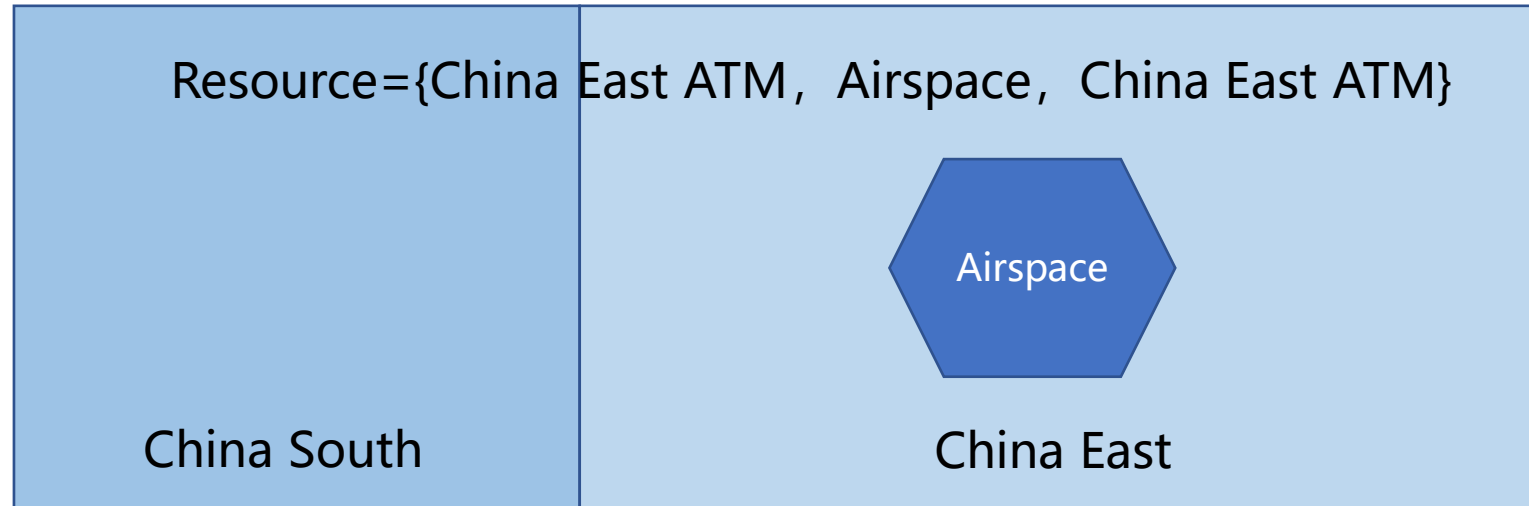 Resource={China East ATM，Airspace，China East ATM}
Airspace
China South
China East